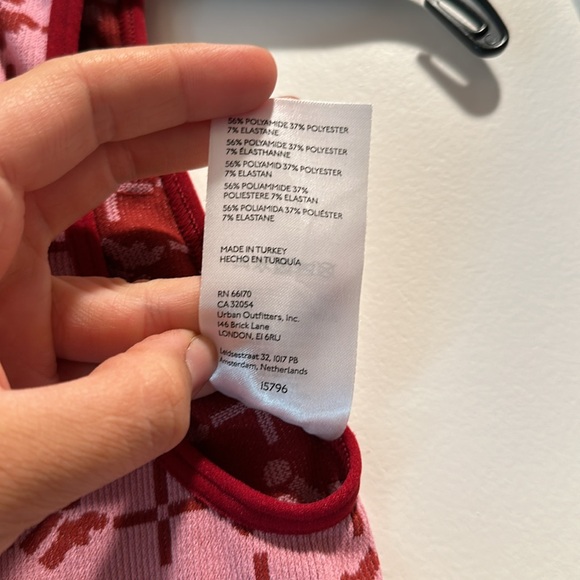 56% POLYAMIDE 37% POLYESTER
7% ELASTANE
56% POLYAMIDE 37% POLYESTER
7% ÉLASTHANNE
56% POLYAMID 37% POLYESTER
7% ELASTAN
56% POLIAMMIDE 37%
POLIESTERE 7% ELASTANE
56% POLIAMIDA 37% POLIÉSTER
7% ELASTANE
MADE IN TURKEY
HECHO EN TURQUÍA
RN 66170
CA 32054
Urban Outfitters, Inc.
146 Brick Lane
LONDON, E1 6RU
Leidsestraat 32, 1017 PB
Amsterdam, Netherlands
15796